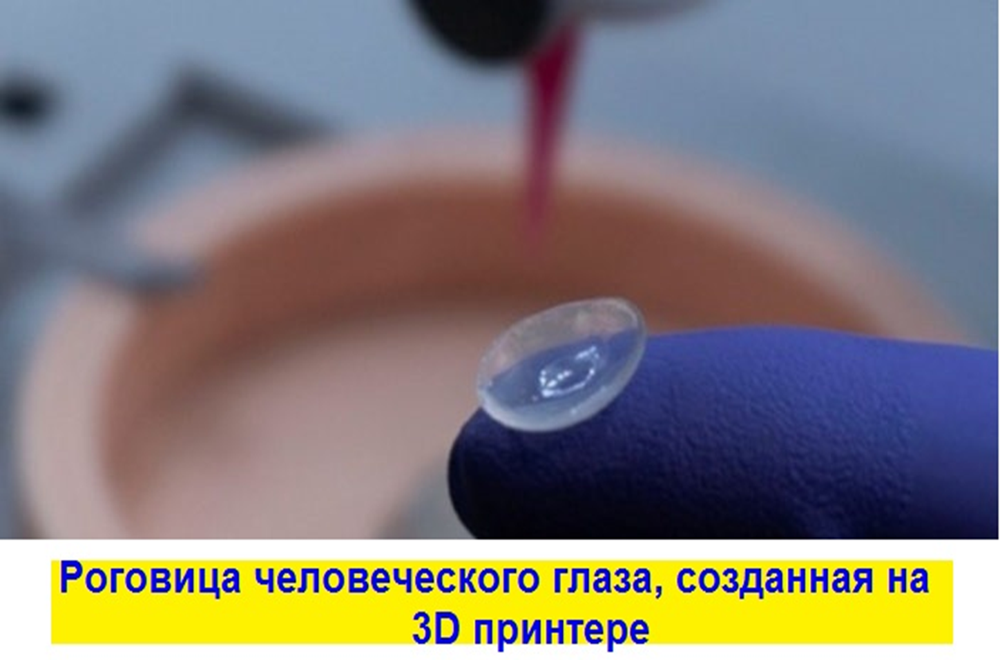 Роговица человеческого глаза, созданная на
3D принтере